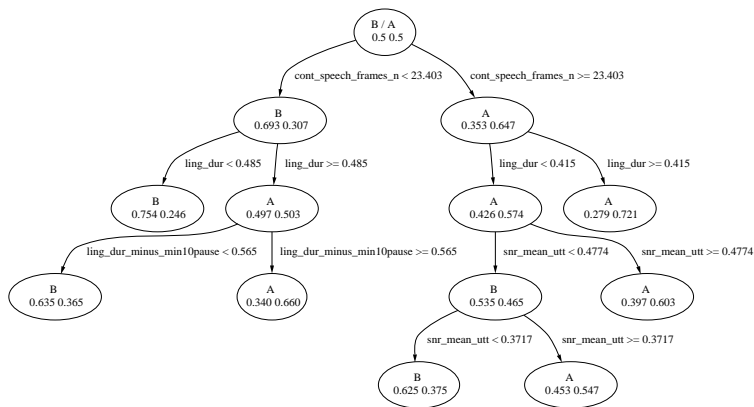 B / A
0.5 0.5
cont_speech_frames_n < 23.403
cont_speech_frames_n >= 23.403
B
0.693 0.307
A
0.353 0.647
ling_dur < 0.485
ling_dur >= 0.485
ling_dur < 0.415
ling_dur >= 0.415
B
0.754 0.246
A
0.497 0.503
A
0.426 0.574
A
0.279 0.721
ling_dur_minus_min10pause < 0.565
ling_dur_minus_min10pause >= 0.565
snr_mean_utt < 0.4774
snr_mean_utt >= 0.4774
B
0.635 0.365
A
0.340 0.660
B
0.535 0.465
A
0.397 0.603
snr_mean_utt < 0.3717
snr_mean_utt >= 0.3717
B
0.625 0.375
A
0.453 0.547